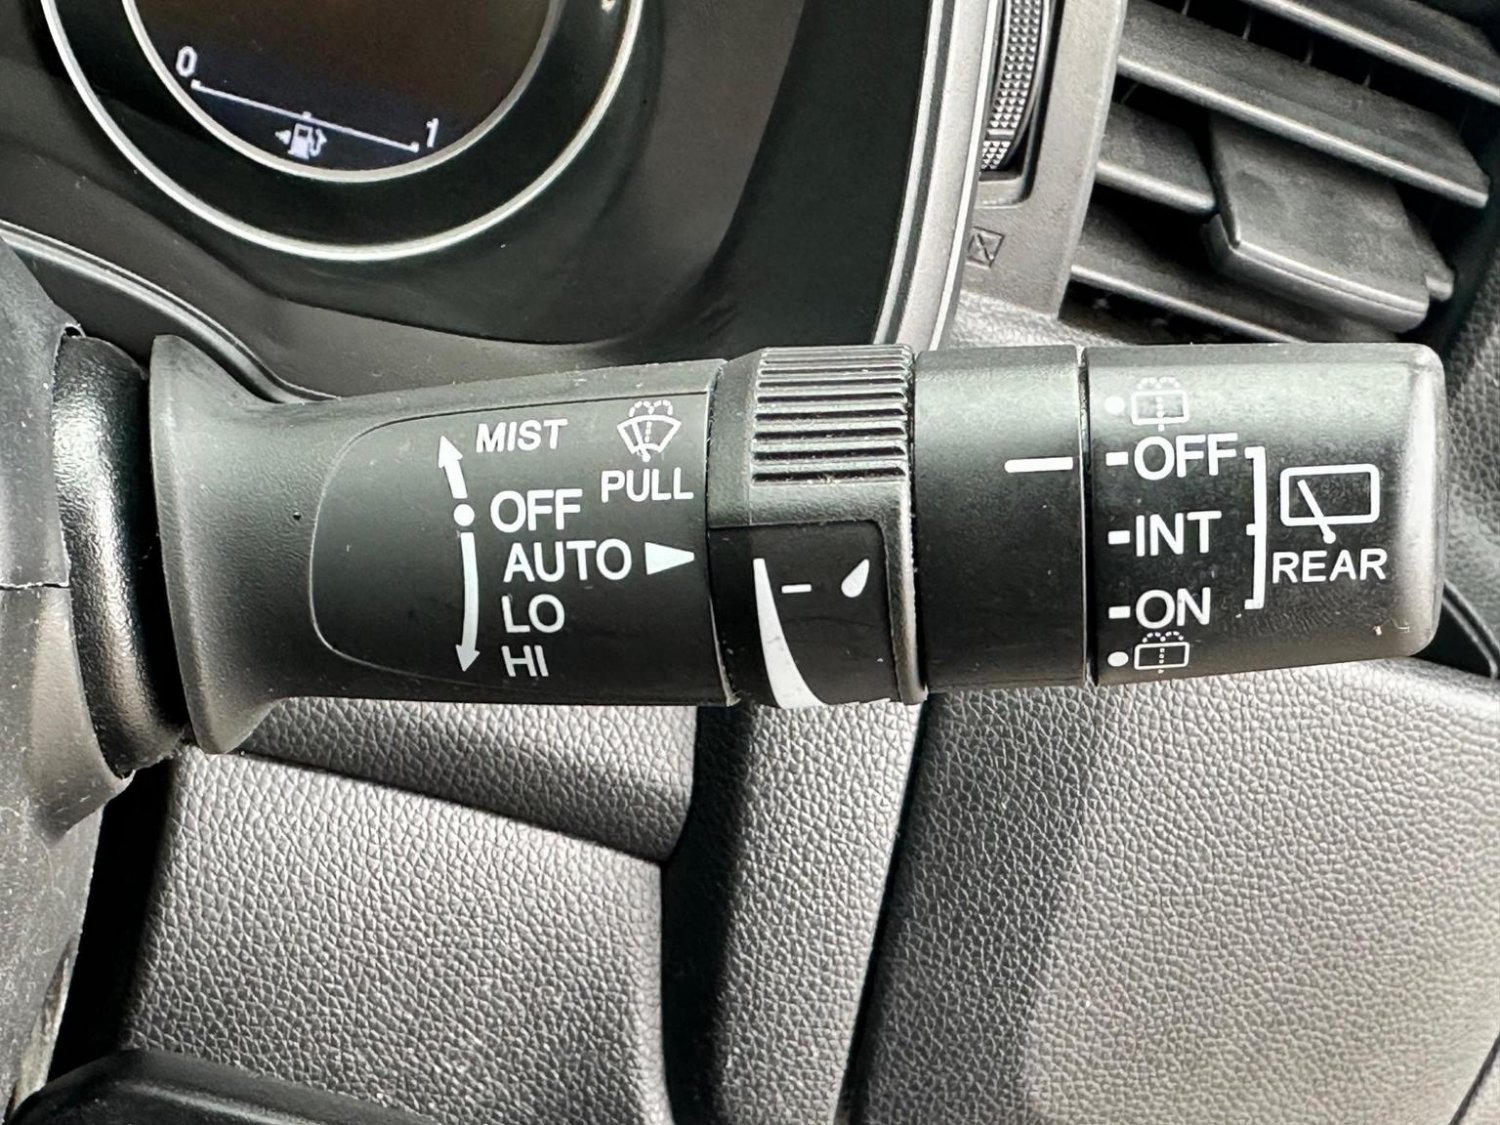 0
1
MIST
PULL
OFF
AUTO
LO
HI
OFF
INT
ON
REAR